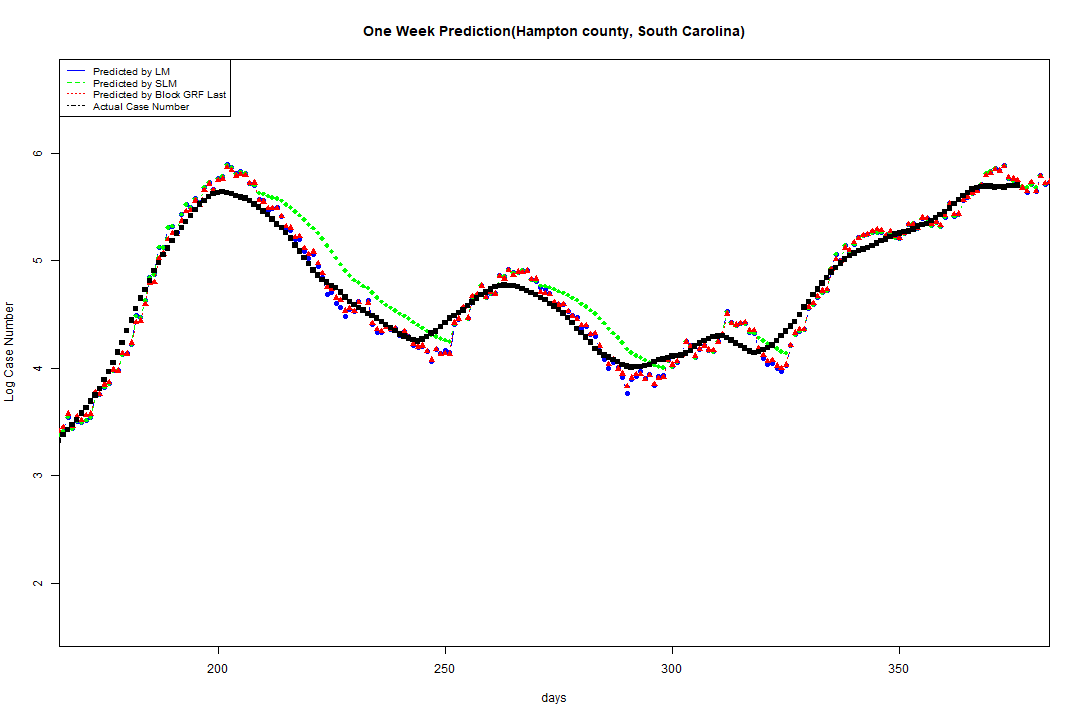 One Week Prediction(Hampton county, South Carolina)
Predicted by LM
Predicted by SLM
Predicted by Block GRF Last
Actual Case Number
6
5
4
3
2
Log Case Number
200 250 300 350
days